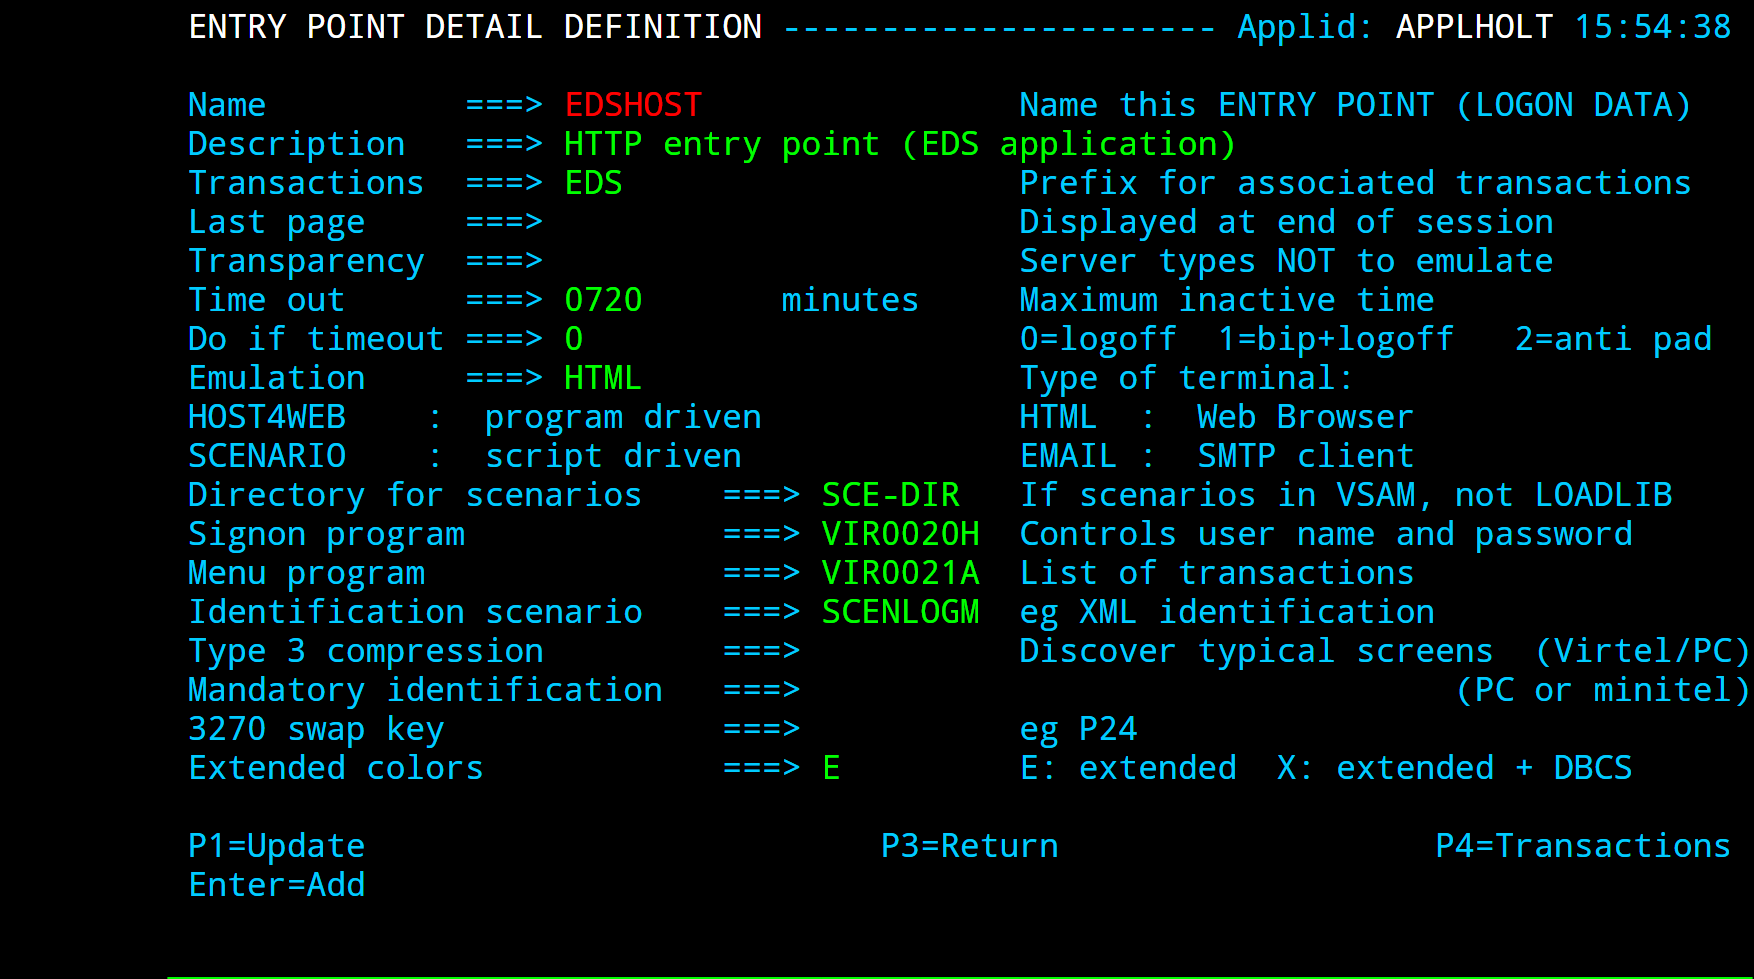 ENTRY POINT DETAIL DEFINITION ---------------------- Applid: APPLHOLT 15:54:38
Name ===> EDSHOST Name this ENTRY POINT (LOGON DATA)
Description ===> HTTP entry point (EDS application)
Transactions ===> EDS Prefix for associated transactions
Last page ===> Displayed at end of session
Transparency ===> Server types NOT to emulate
Time out ===> 0720 minutes Maximum inactive time
Do if timeout ===> 0 0=logoff 1=bip+logoff 2=anti pad
Emulation ===> HTML Type of terminal:
HOST4WEB : program driven HTML : Web Browser
SCENARIO : script driven EMAIL : SMTP client
Directory for scenarios ===> SCE-DIR If scenarios in VSAM, not LOADLIB
Signon program ===> VIR0020H Controls user name and password
Menu program ===> VIR0021A List of transactions
Identification scenario ===> SCENLOGM eg XML identification
Type 3 compression ===> Discover typical screens (Virtel/PC)
Mandatory identification ===> (PC or minitel)
3270 swap key ===> eg P24
Extended colors ===> E E: extended X: extended + DBCS
P1=Update P3=Return P4=Transactions
Enter=Add